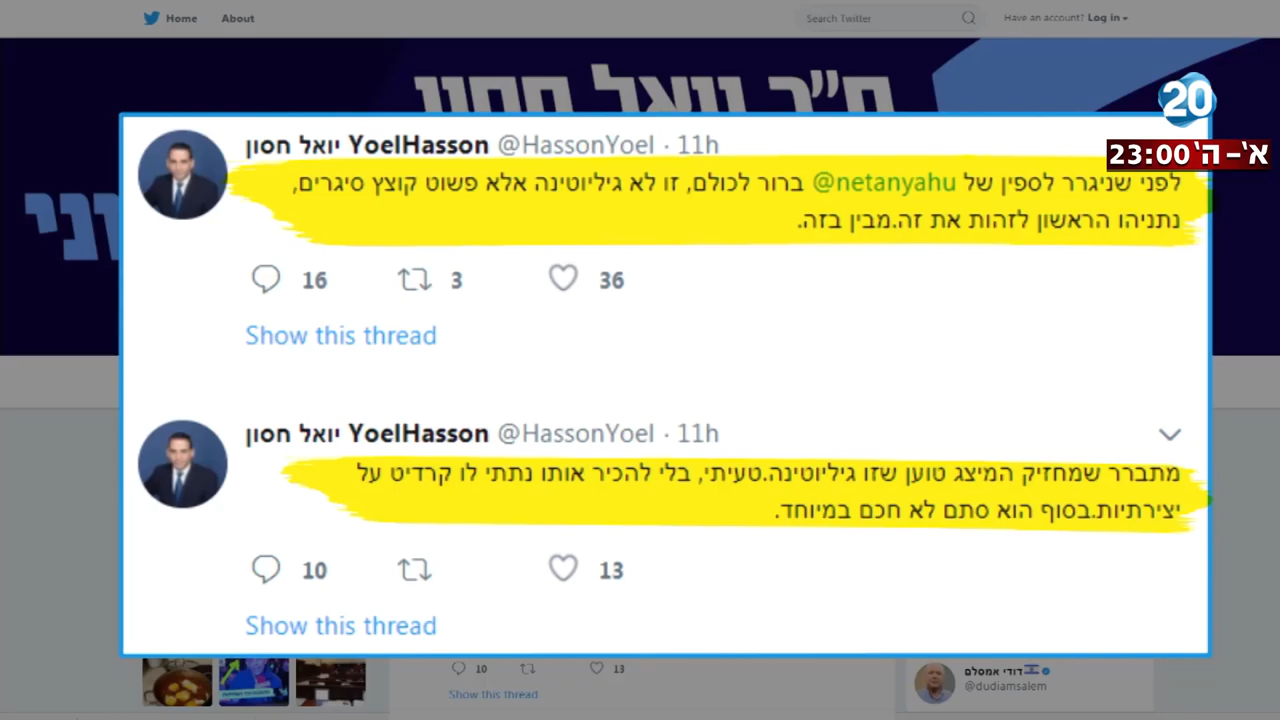 Home About Search Twitter Have an account? Log in
ח"כ יואל חסון
20
א'-ה' 23:00
יואל חסון YoelHasson @HassonYoel · 11h
לפני שניגרר לספין של @netanyahu ברור לכולם, זו לא גיליוטינה אלא פשוט קוצץ סיגרים,
נתניהו הראשון לזהות את זה.מבין בזה.
16 3 36
Show this thread
יואל חסון YoelHasson @HassonYoel · 11h
מתברר שמחזיק המיצג טוען שזו גיליוטינה.טעיתי, בלי להכיר אותו נתתי לו קרדיט על
יצירתיות.בסוף הוא סתם לא חכם במיוחד.
10 13
Show this thread
10 13
Show this thread
דודי אמסלם
@dudiamsalem